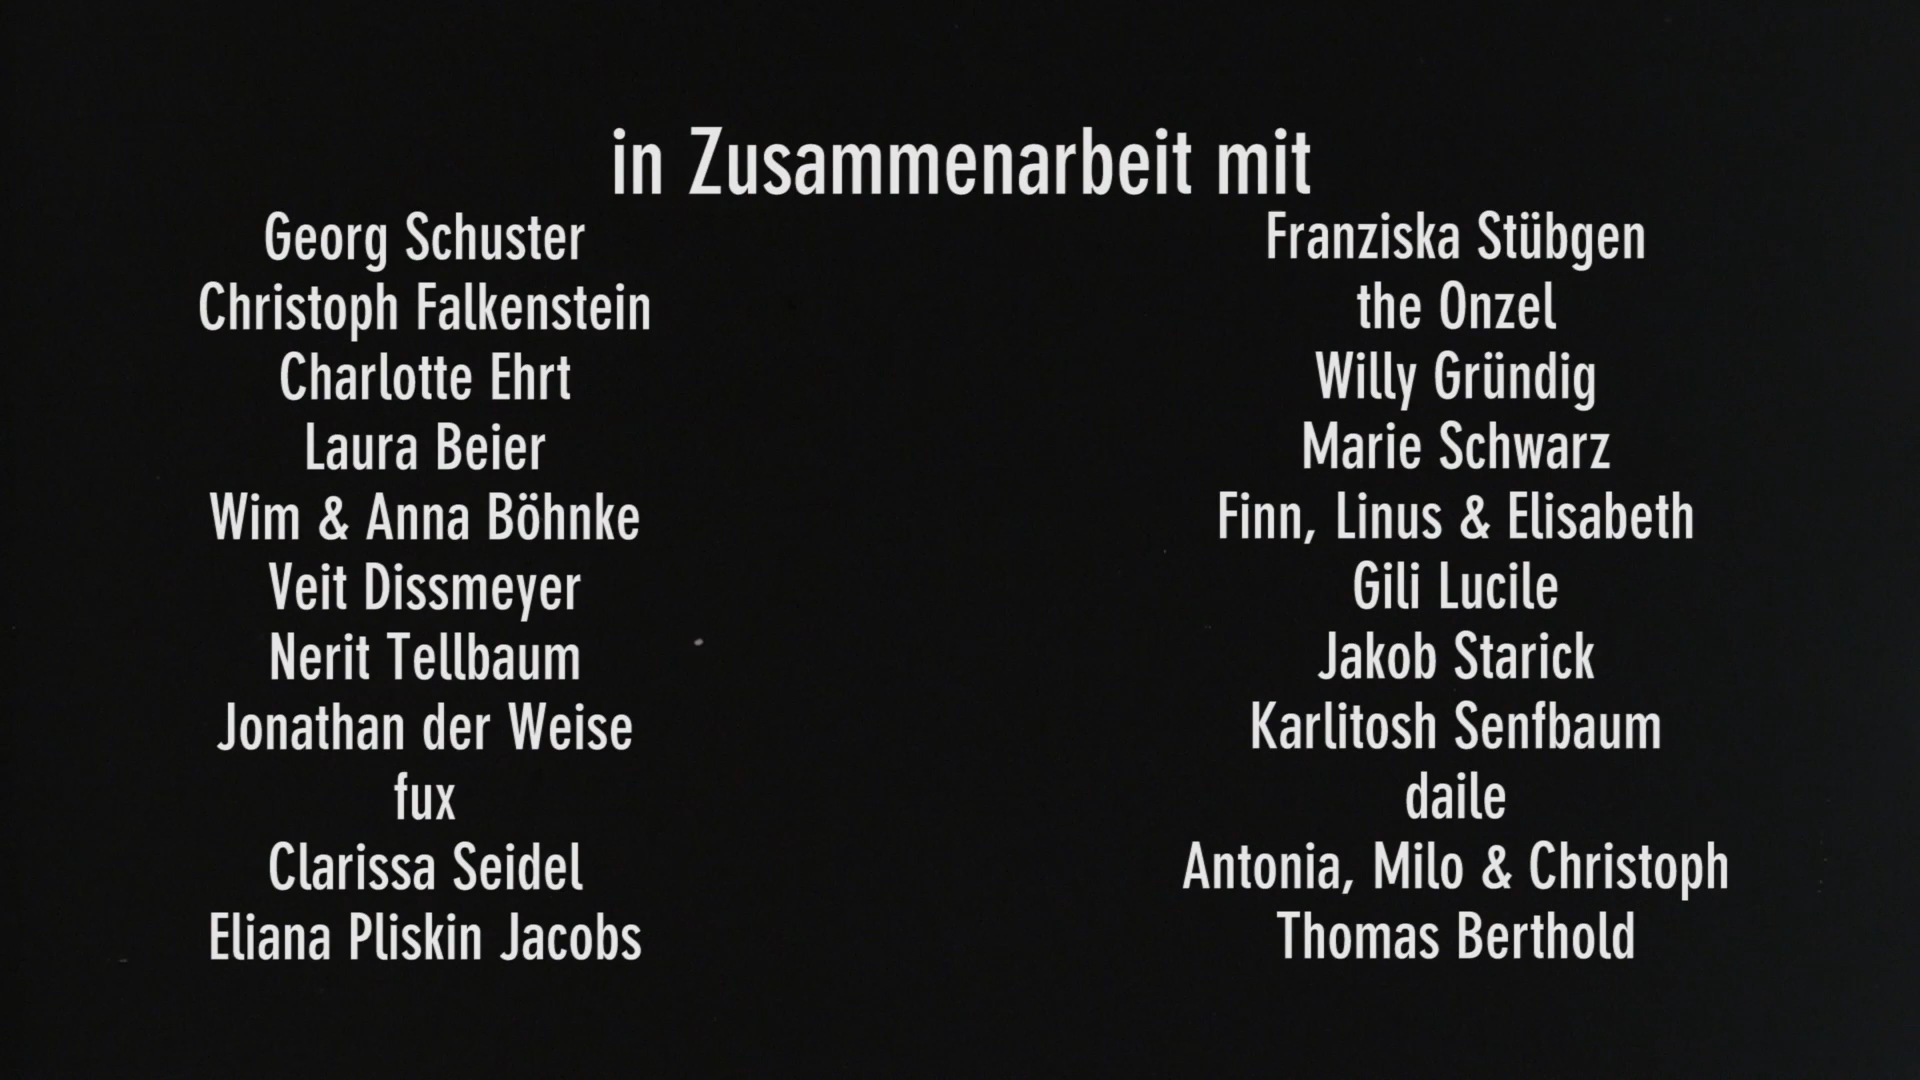 in Zusammenarbeit mit
Georg Schuster
Christoph Falkenstein
Charlotte Ehrt
Laura Beier
Wim & Anna Böhnke
Veit Dissmeyer
Nerit Tellbaum
Jonathan der Weise
fux
Clarissa Seidel
Eliana Pliskin Jacobs
Franziska Stübgen
the Onzel
Willy Gründig
Marie Schwarz
Finn, Linus & Elisabeth
Gili Lucile
Jakob Starick
Karlitosh Senfbaum
daile
Antonia, Milo & Christoph
Thomas Berthold